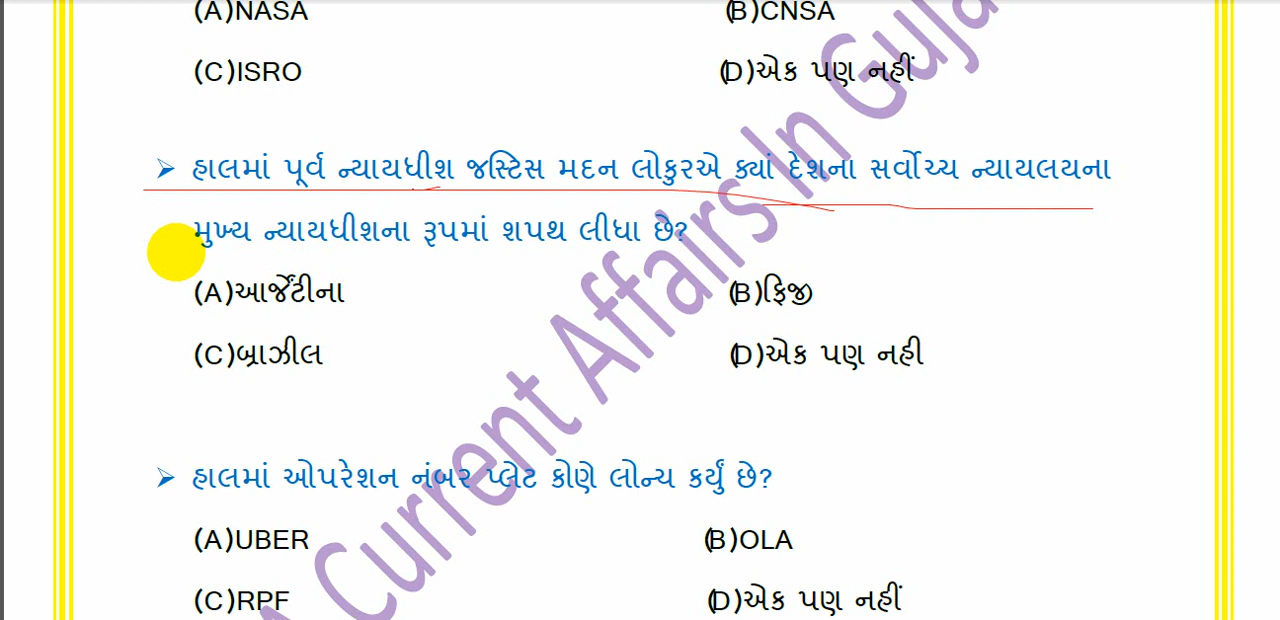 (A)NASA (B)CNSA
(C)ISRO (D)એક પણ નહીં
➢ હાલમાં પૂર્વ ન્યાયધીશ જસ્ટિસ મદન લોકુરએ ક્યાં દેશના સર્વોચ્ચ ન્યાયલયના
મુખ્ય ન્યાયધીશના રૂપમાં શપથ લીધા છે?
(A)આર્જેંટીના (B)ફિજી
(C)બ્રાઝીલ (D)એક પણ નહી
➢ હાલમાં ઓપરેશન નંબર પ્લેટ કોણે લોન્ચ કર્યું છે?
(A)UBER (B)OLA
(C)RPF (D)એક પણ નહીં
Current Affairs In